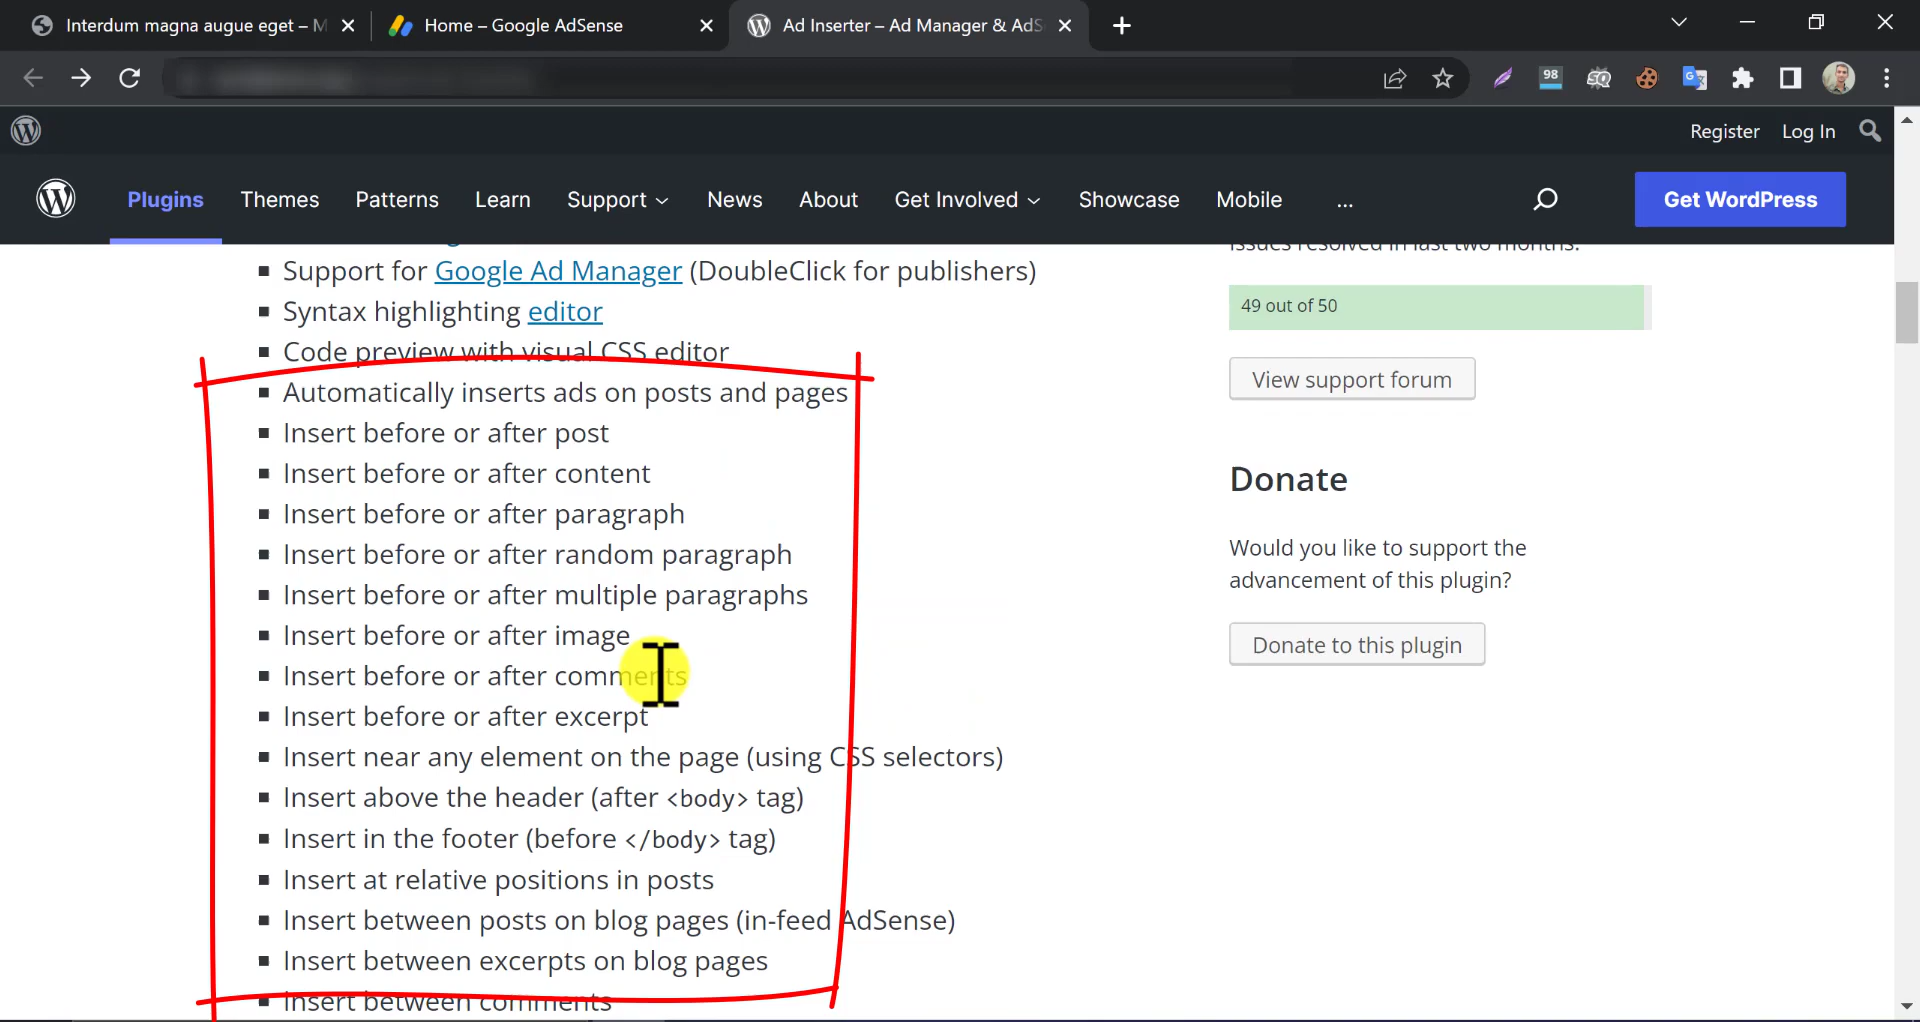 Interdum magna augue eget – M
Home – Google AdSense
Ad Inserter – Ad Manager & AdS
98
Register
Log In
Plugins
Themes
Patterns
Learn
Support
News
About
Get Involved
Showcase
Mobile
...
Get WordPress
Support for Google Ad Manager (DoubleClick for publishers)
Syntax highlighting editor
Code preview with visual CSS editor
Automatically inserts ads on posts and pages
Insert before or after post
Insert before or after content
Insert before or after paragraph
Insert before or after random paragraph
Insert before or after multiple paragraphs
Insert before or after image
Insert before or after comments
Insert before or after excerpt
Insert near any element on the page (using CSS selectors)
Insert above the header (after <body> tag)
Insert in the footer (before </body> tag)
Insert at relative positions in posts
Insert between posts on blog pages (in-feed AdSense)
Insert between excerpts on blog pages
Insert between comments
Issues resolved in last two months:
49 out of 50
View support forum
Donate
Would you like to support the
advancement of this plugin?
Donate to this plugin